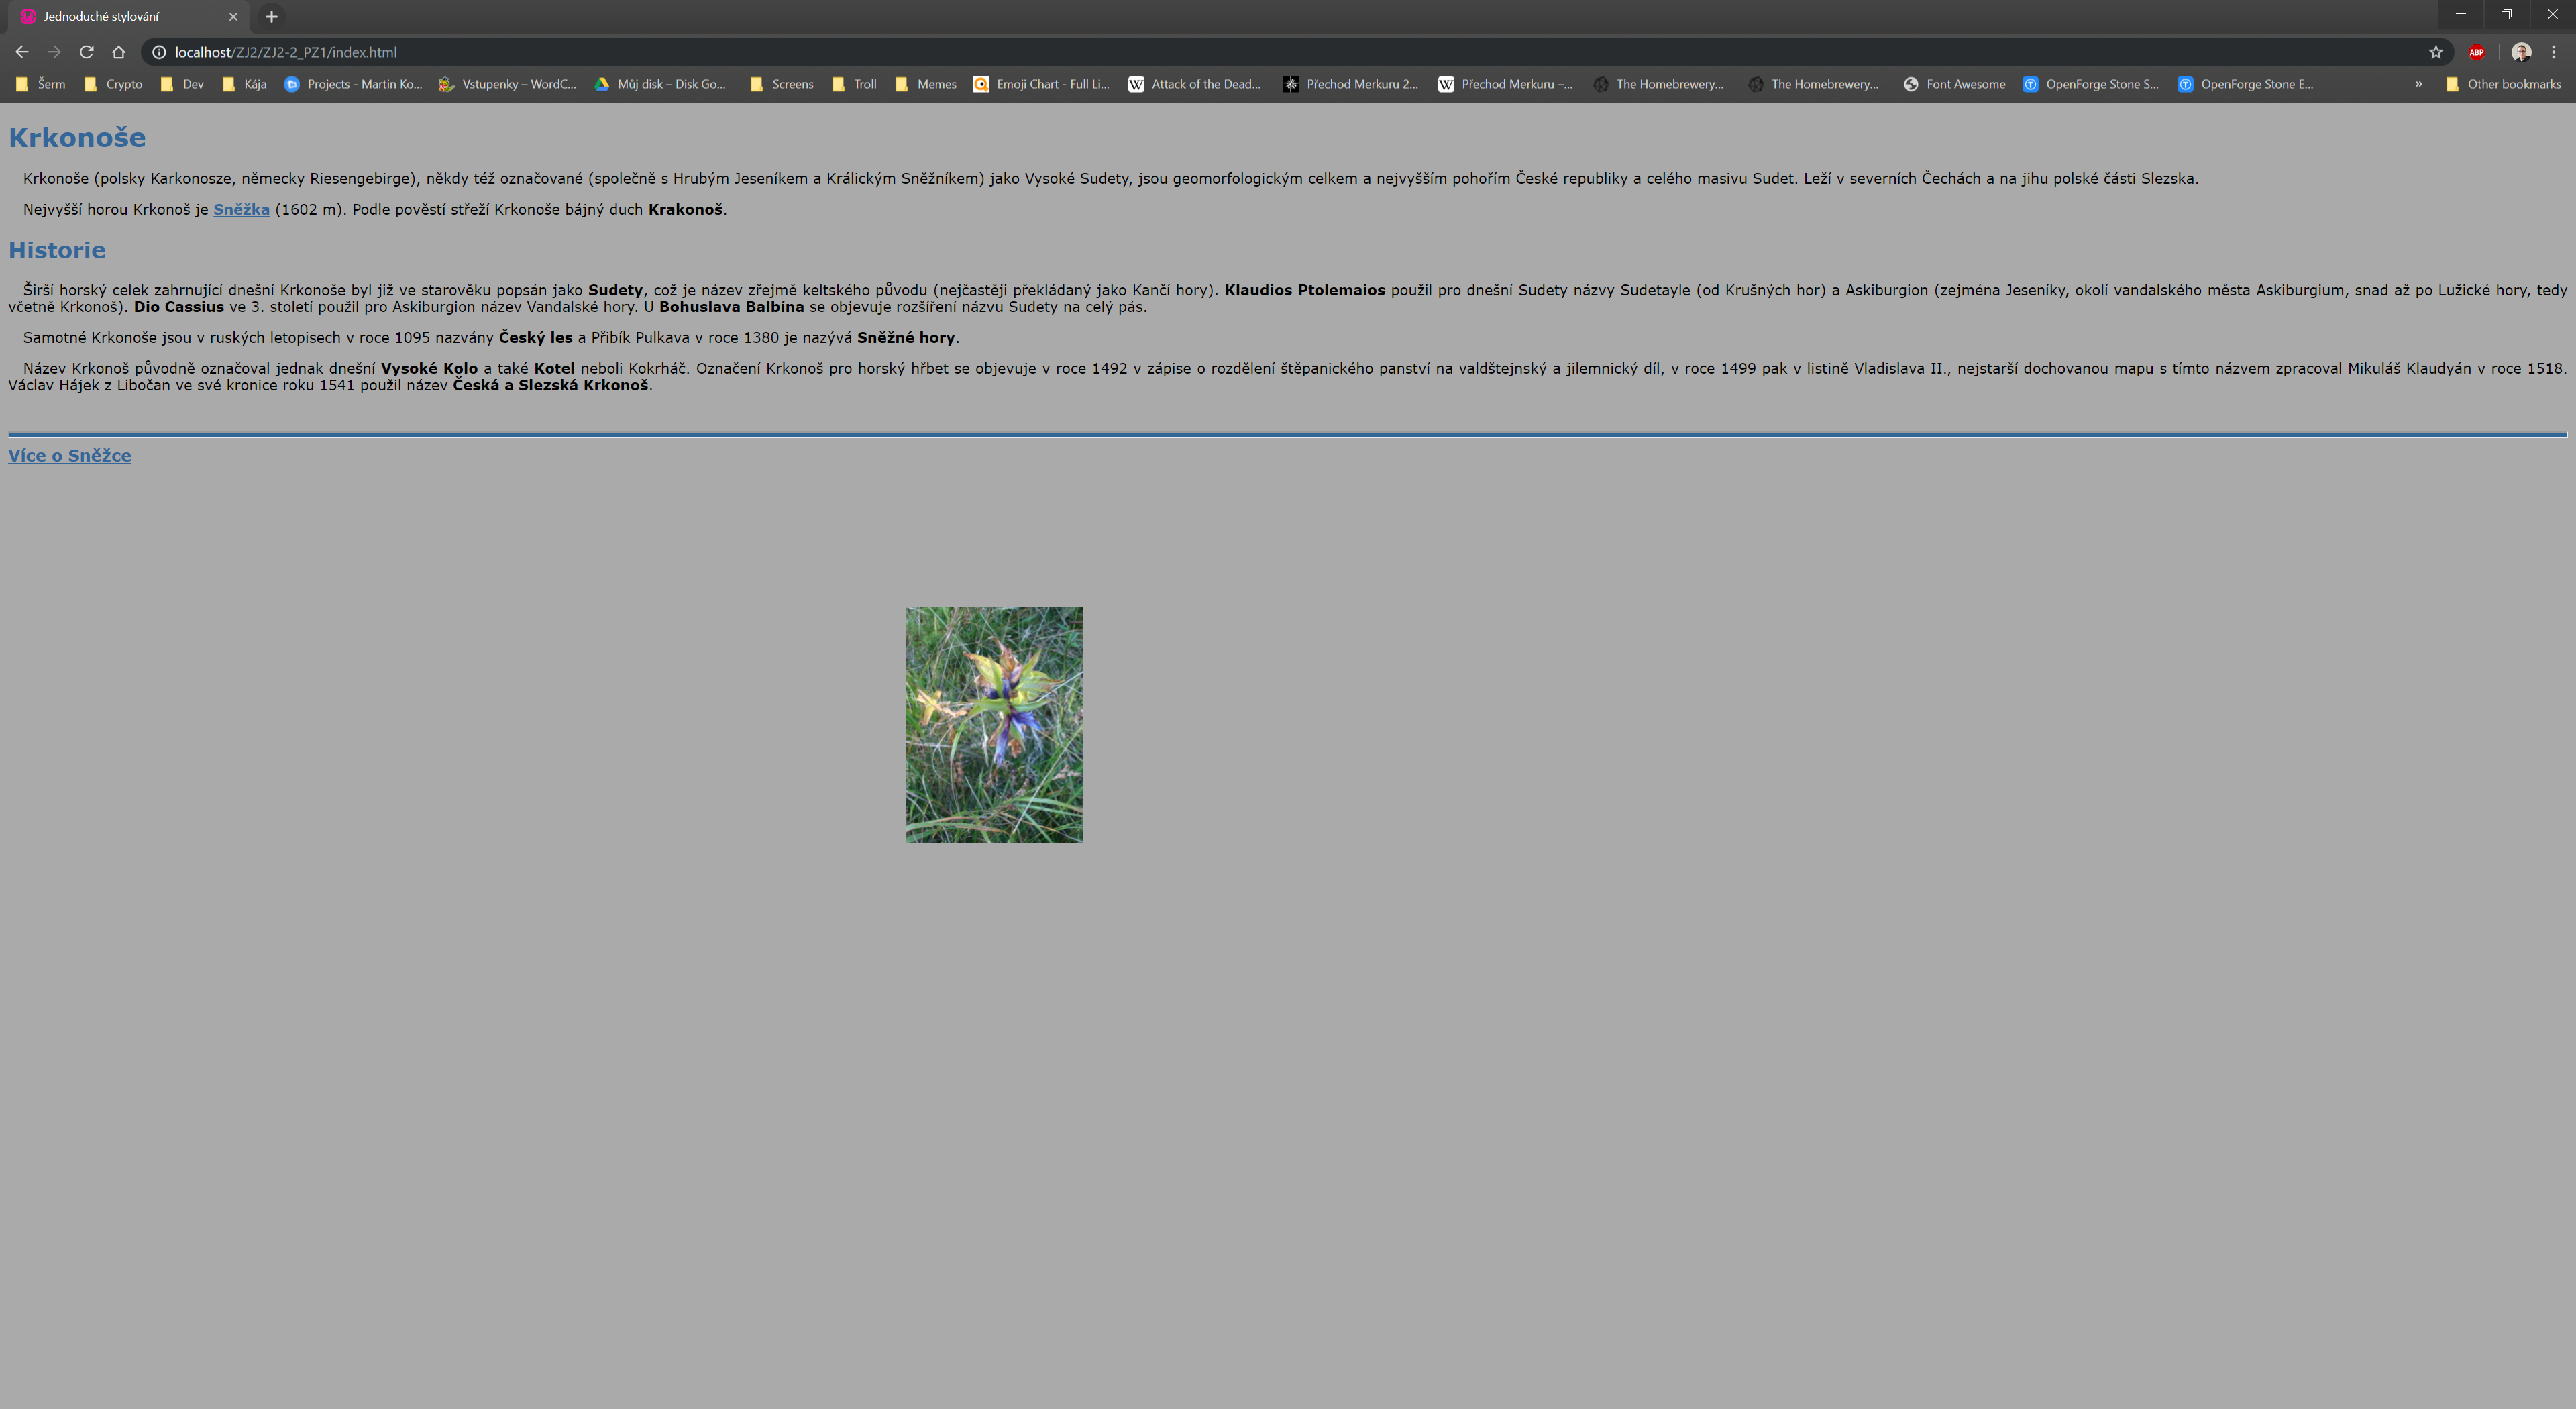 Jednoduché stylování
localhost/ZJ2/ZJ2-2_PZ1/index.html
ABP
Šerm Crypto Dev Kája Projects - Martin Ko... Vstupenky – WordC... Můj disk – Disk Go... Screens Troll Memes Emoji Chart - Full Li... W Attack of the Dead... Přechod Merkuru 2... W Přechod Merkuru –... The Homebrewery... The Homebrewery... Font Awesome OpenForge Stone S... OpenForge Stone E... » Other bookmarks
Krkonoše
Krkonoše (polsky Karkonosze, německy Riesengebirge), někdy též označované (společně s Hrubým Jeseníkem a Králickým Sněžníkem) jako Vysoké Sudety, jsou geomorfologickým celkem a nejvyšším pohořím České republiky a celého masivu Sudet. Leží v severních Čechách a na jihu polské části Slezska.
Nejvyšší horou Krkonoš je Sněžka (1602 m). Podle pověstí střeží Krkonoše bájný duch Krakonoš.
Historie
Širší horský celek zahrnující dnešní Krkonoše byl již ve starověku popsán jako Sudety, což je název zřejmě keltského původu (nejčastěji překládaný jako Kančí hory). Klaudios Ptolemaios použil pro dnešní Sudety názvy Sudetayle (od Krušných hor) a Askiburgion (zejména Jeseníky, okolí vandalského města Askiburgium, snad až po Lužické hory, tedy
včetně Krkonoš). Dio Cassius ve 3. století použil pro Askiburgion název Vandalské hory. U Bohuslava Balbína se objevuje rozšíření názvu Sudety na celý pás.
Samotné Krkonoše jsou v ruských letopisech v roce 1095 nazvány Český les a Přibík Pulkava v roce 1380 je nazývá Sněžné hory.
Název Krkonoš původně označoval jednak dnešní Vysoké Kolo a také Kotel neboli Kokrháč. Označení Krkonoš pro horský hřbet se objevuje v roce 1492 v zápise o rozdělení štěpanického panství na valdštejnský a jilemnický díl, v roce 1499 pak v listině Vladislava II., nejstarší dochovanou mapu s tímto názvem zpracoval Mikuláš Klaudyán v roce 1518.
Václav Hájek z Libočan ve své kronice roku 1541 použil název Česká a Slezská Krkonoš.
Více o Sněžce